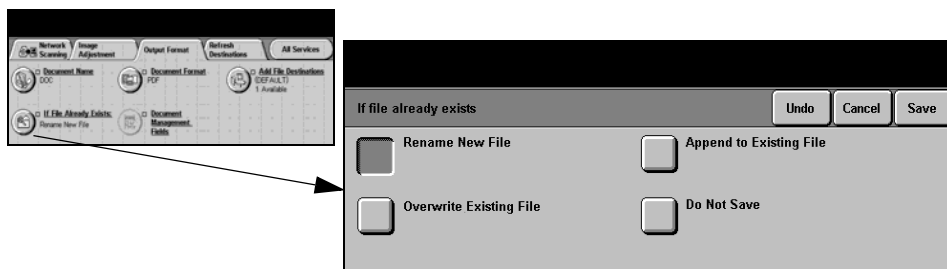 Network
Scanning
Image
Adjustment
Output Format
Refresh
Destinations
All Services
Document Name
DOC
Document Format
PDF
Add File Destinations
(DEFAULT)
1 Available
If File Already Exists:
Rename New File
Document
Management
Fields
If file already exists
Undo
Cancel
Save
Rename New File
Append to Existing File
Overwrite Existing File
Do Not Save